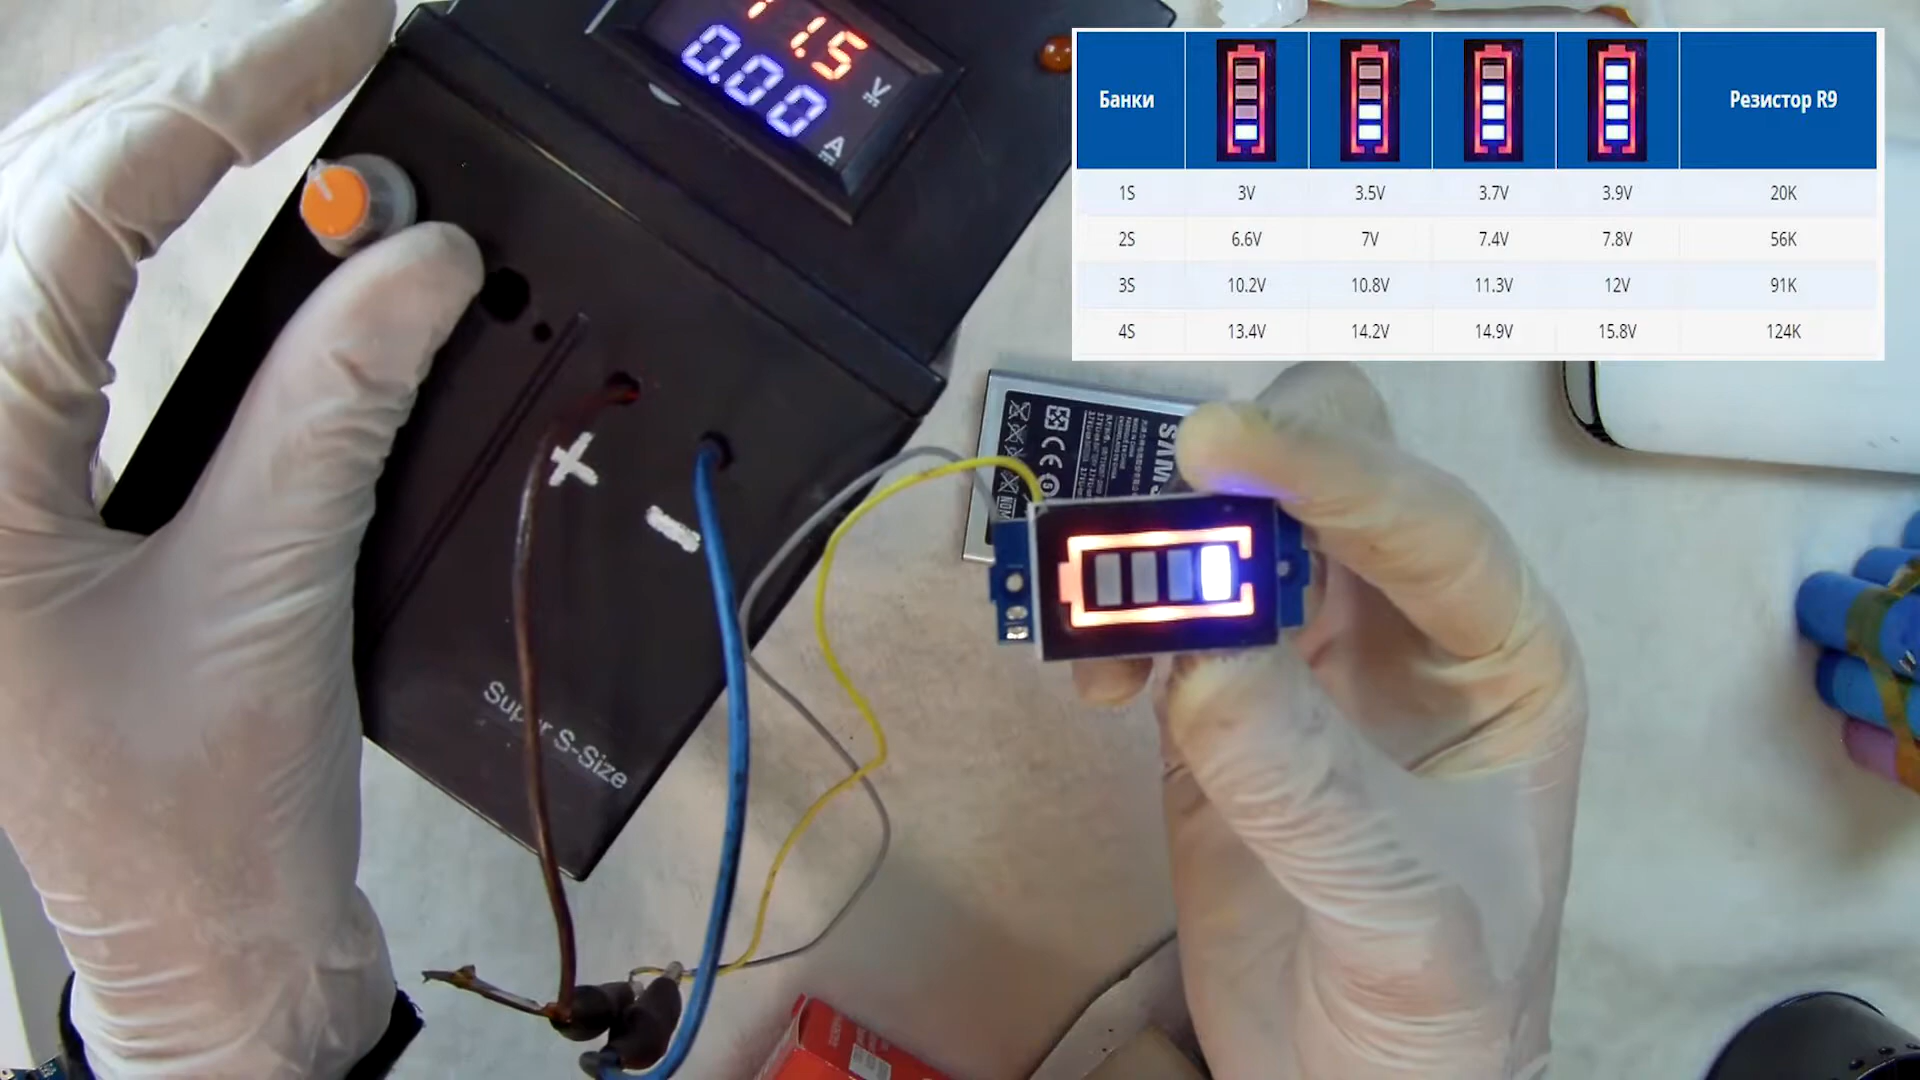 11.5 V
0.00 A
Банки Резистор R9
1S 3V 3.5V 3.7V 3.9V 20K
2S 6.6V 7V 7.4V 7.8V 56K
3S 10.2V 10.8V 11.3V 12V 91K
4S 13.4V 14.2V 14.9V 15.8V 124K
+
-
Super S-Size